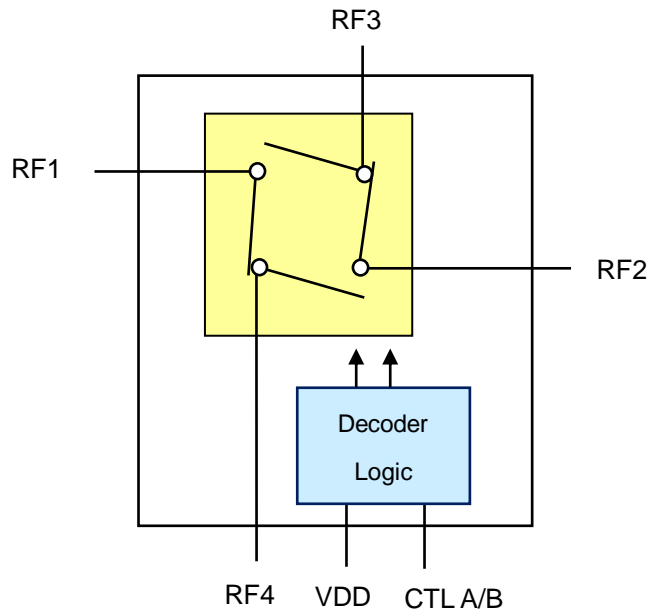 RF3
RF1
RF2
Decoder
Logic
RF4
VDD
CTL A/B